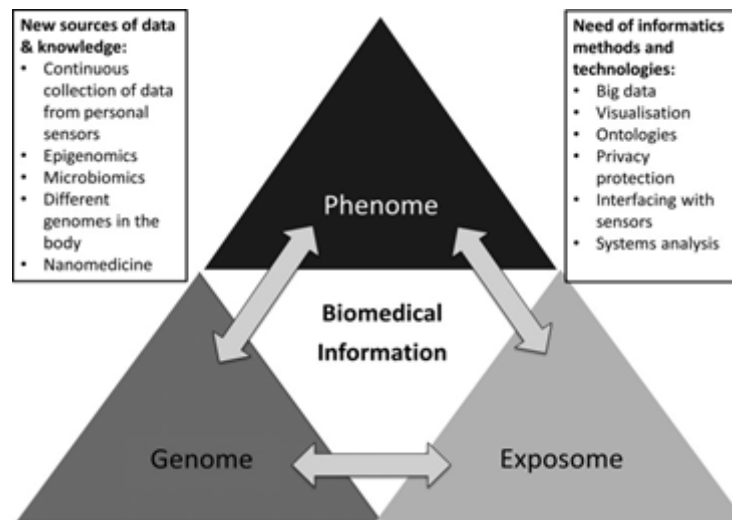 New sources of data
& knowledge:
• Continuous
collection of data
from personal
sensors
• Epigenomics
• Microbiomics
• Different
genomes in the
body
• Nanomedicine
Need of informatics
methods and
technologies:
• Big data
• Visualisation
• Ontologies
• Privacy
protection
• Interfacing with
sensors
• Systems analysis
Phenome
Biomedical
Information
Genome
Exposome